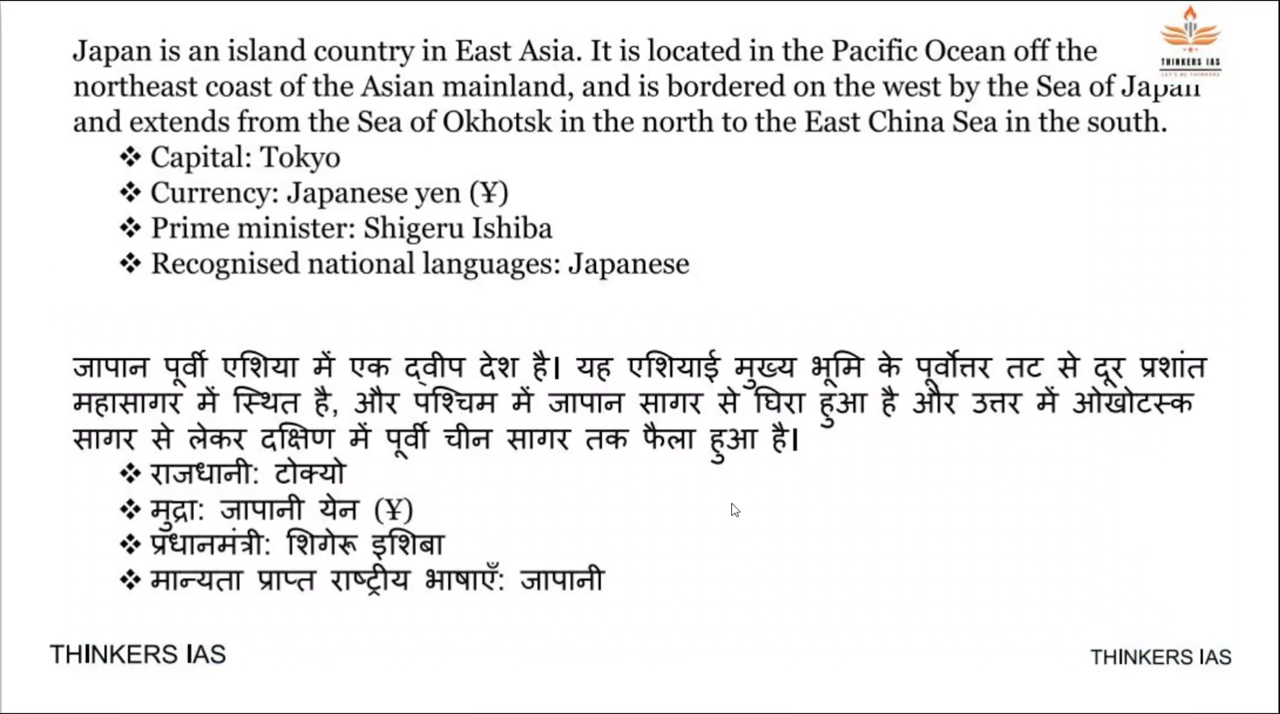 Japan is an island country in East Asia. It is located in the Pacific Ocean off the
THINKERS IAS
LET'S BE THINKERS
northeast coast of the Asian mainland, and is bordered on the west by the Sea of Japan
and extends from the Sea of Okhotsk in the north to the East China Sea in the south.
❖ Capital: Tokyo
❖ Currency: Japanese yen (¥)
❖ Prime minister: Shigeru Ishiba
❖ Recognised national languages: Japanese
जापान पूर्वी एशिया में एक द्वीप देश है। यह एशियाई मुख्य भूमि के पूर्वोत्तर तट से दूर प्रशांत
महासागर में स्थित है, और पश्चिम में जापान सागर से घिरा हुआ है और उत्तर में ओखोटस्क
सागर से लेकर दक्षिण में पूर्वी चीन सागर तक फैला हुआ है।
❖ राजधानी: टोक्यो
❖ मुद्रा: जापानी येन (¥)
❖ प्रधानमंत्री: शिगेरू इशिबा
❖ मान्यता प्राप्त राष्ट्रीय भाषाएँ: जापानी
THINKERS IAS
THINKERS IAS